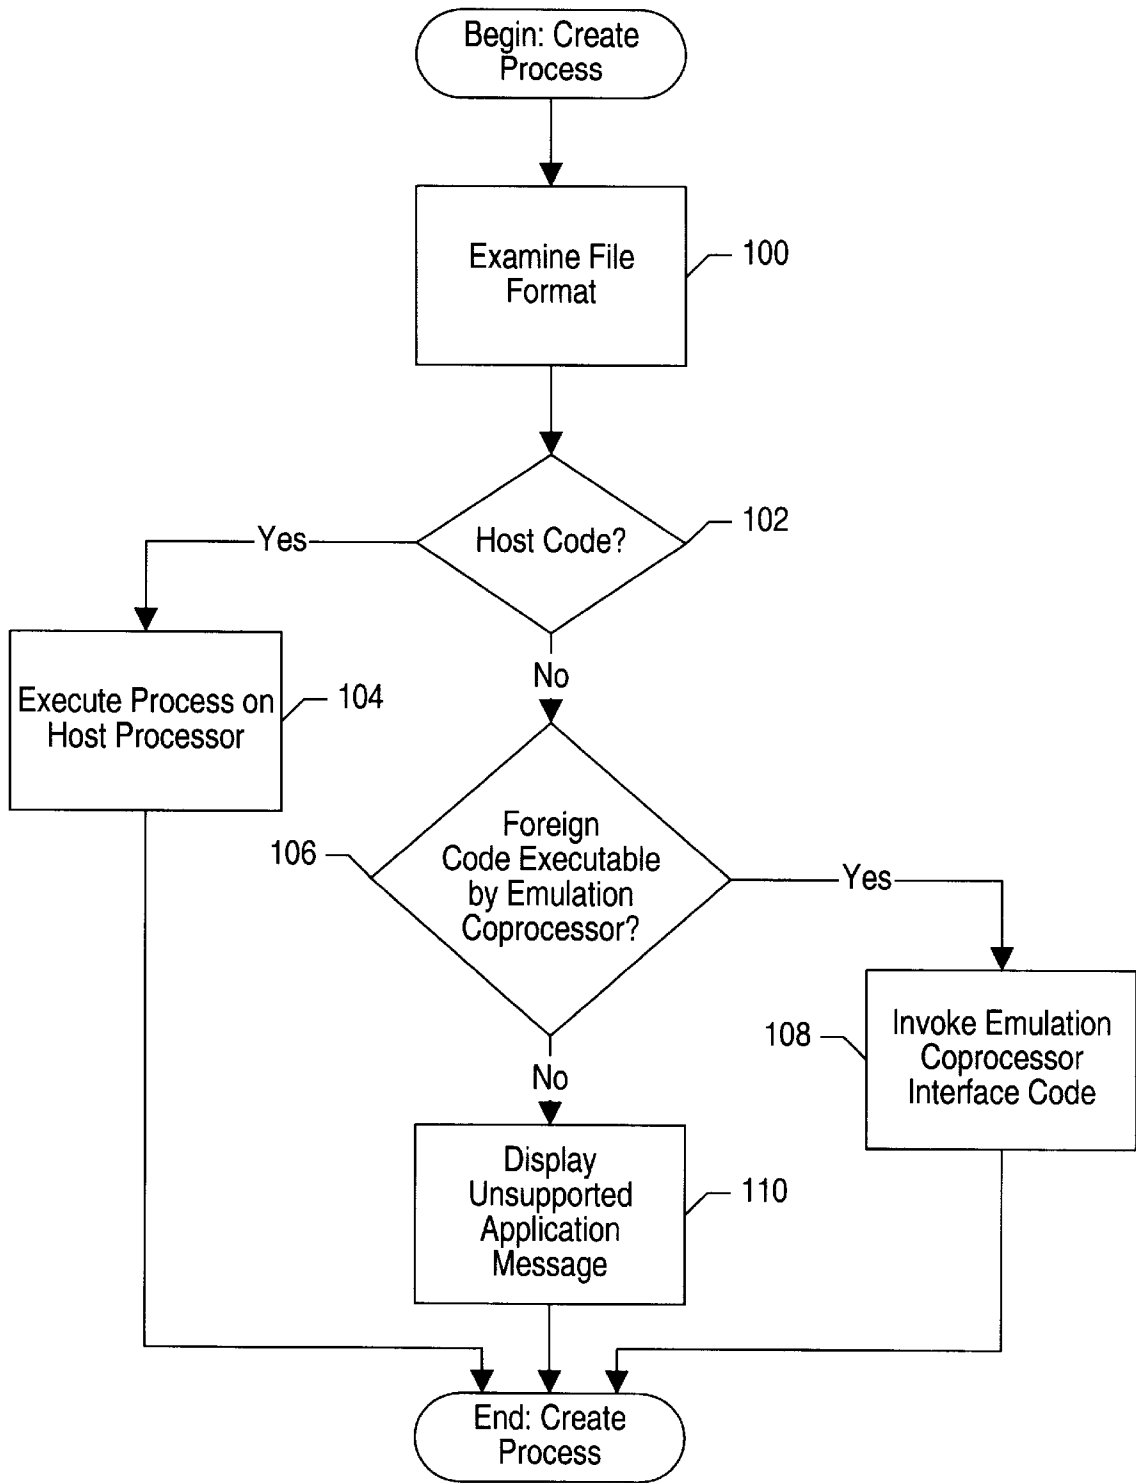 Begin: Create
Process
Examine File
Format
100
Host Code?
102
Yes
No
Execute Process on
Host Processor
104
Foreign
Code Executable
by Emulation
Coprocessor?
106
Yes
No
Invoke Emulation
Coprocessor
Interface Code
108
Display
Unsupported
Application
Message
110
End: Create
Process